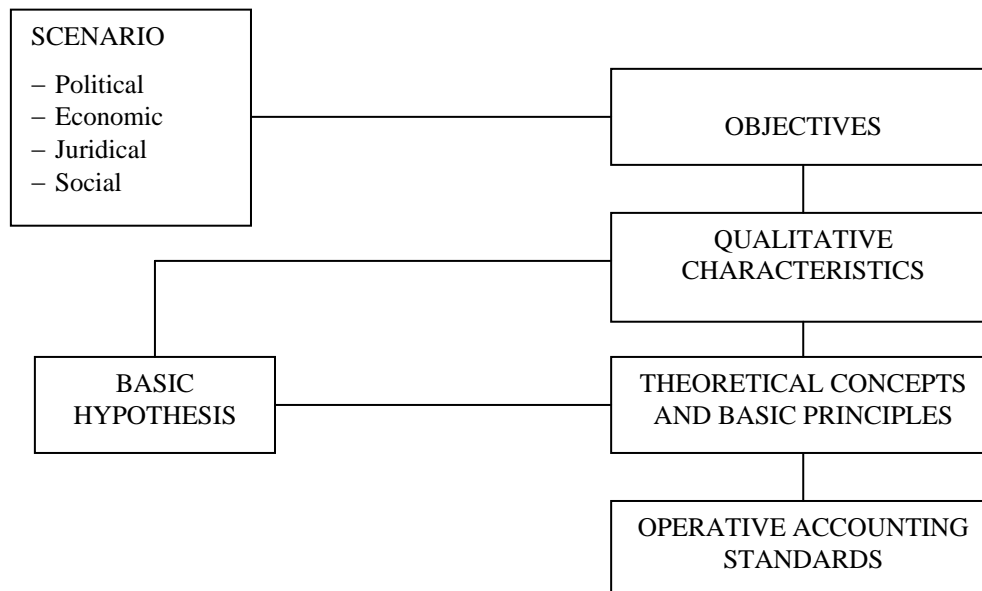 SCENARIO
– Political
– Economic
– Juridical
– Social
OBJECTIVES
QUALITATIVE
CHARACTERISTICS
BASIC
HYPOTHESIS
THEORETICAL CONCEPTS
AND BASIC PRINCIPLES
OPERATIVE ACCOUNTING
STANDARDS